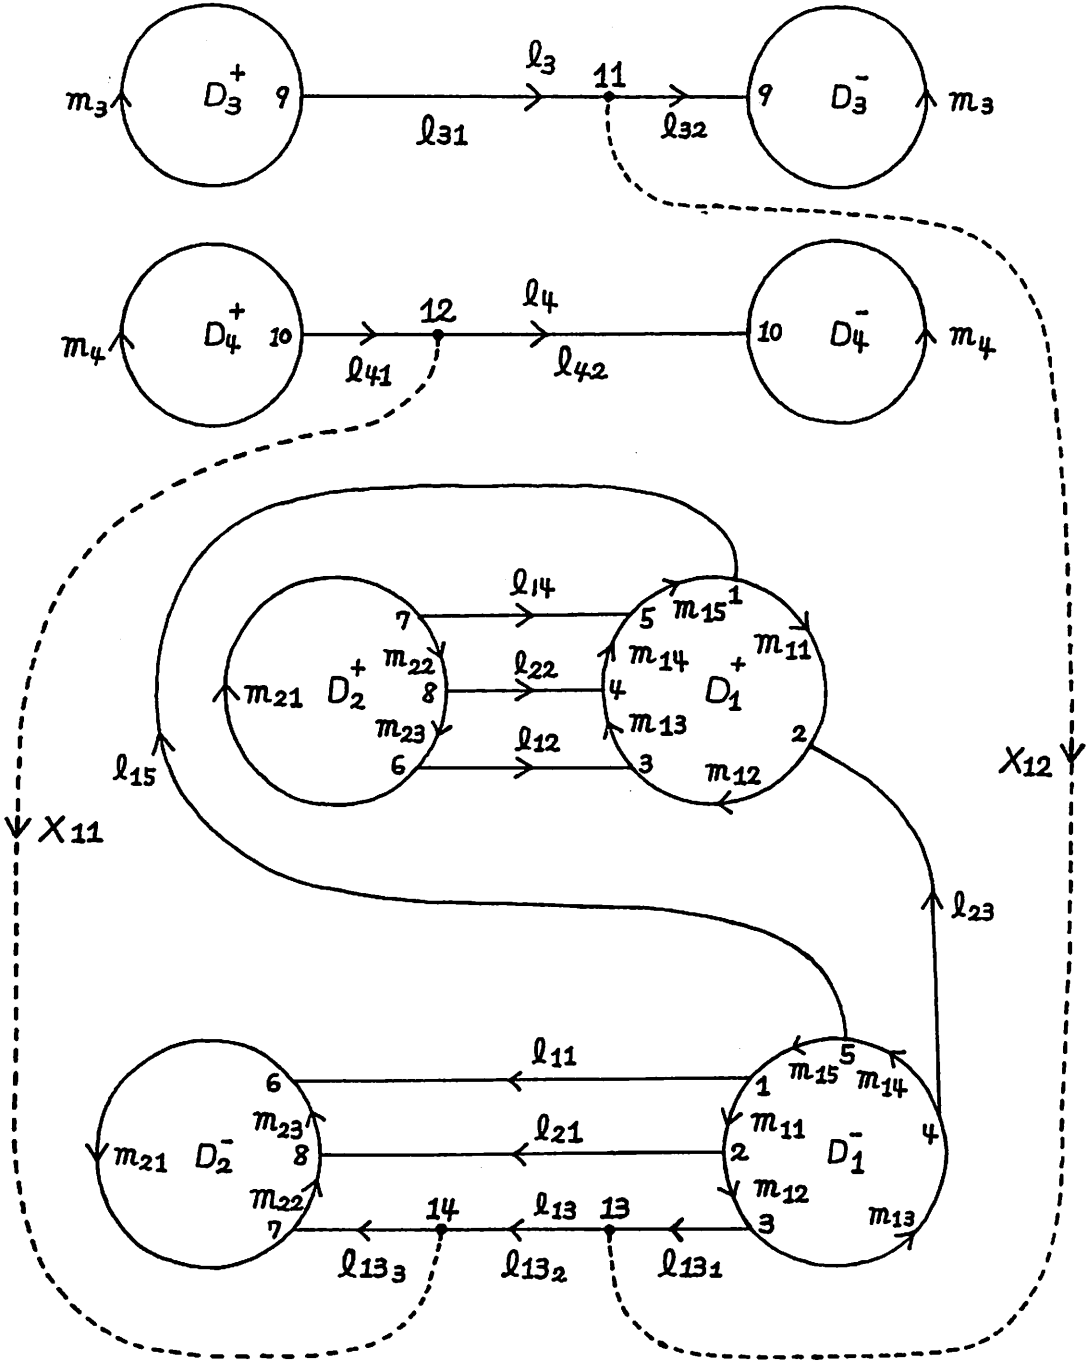 l3 11
m3 D3+ 9 9 D3- m3
l31 l32
12 l4
m4 D4+ 10 10 D4- m4
l41 l42
l14
7 5 m15 1
m22 l22 m14 m11
m21 D2+ 8 4 D1+
m23 l12 m13 2
l15 6 3 m12 X12
X11
l23
5
l11 m15 m14
6 1
m23 l21 m11 4
m21 D2- 8 2 D1-
m22 m12
14 l13 13 m13
7 3
l133 l132 l131